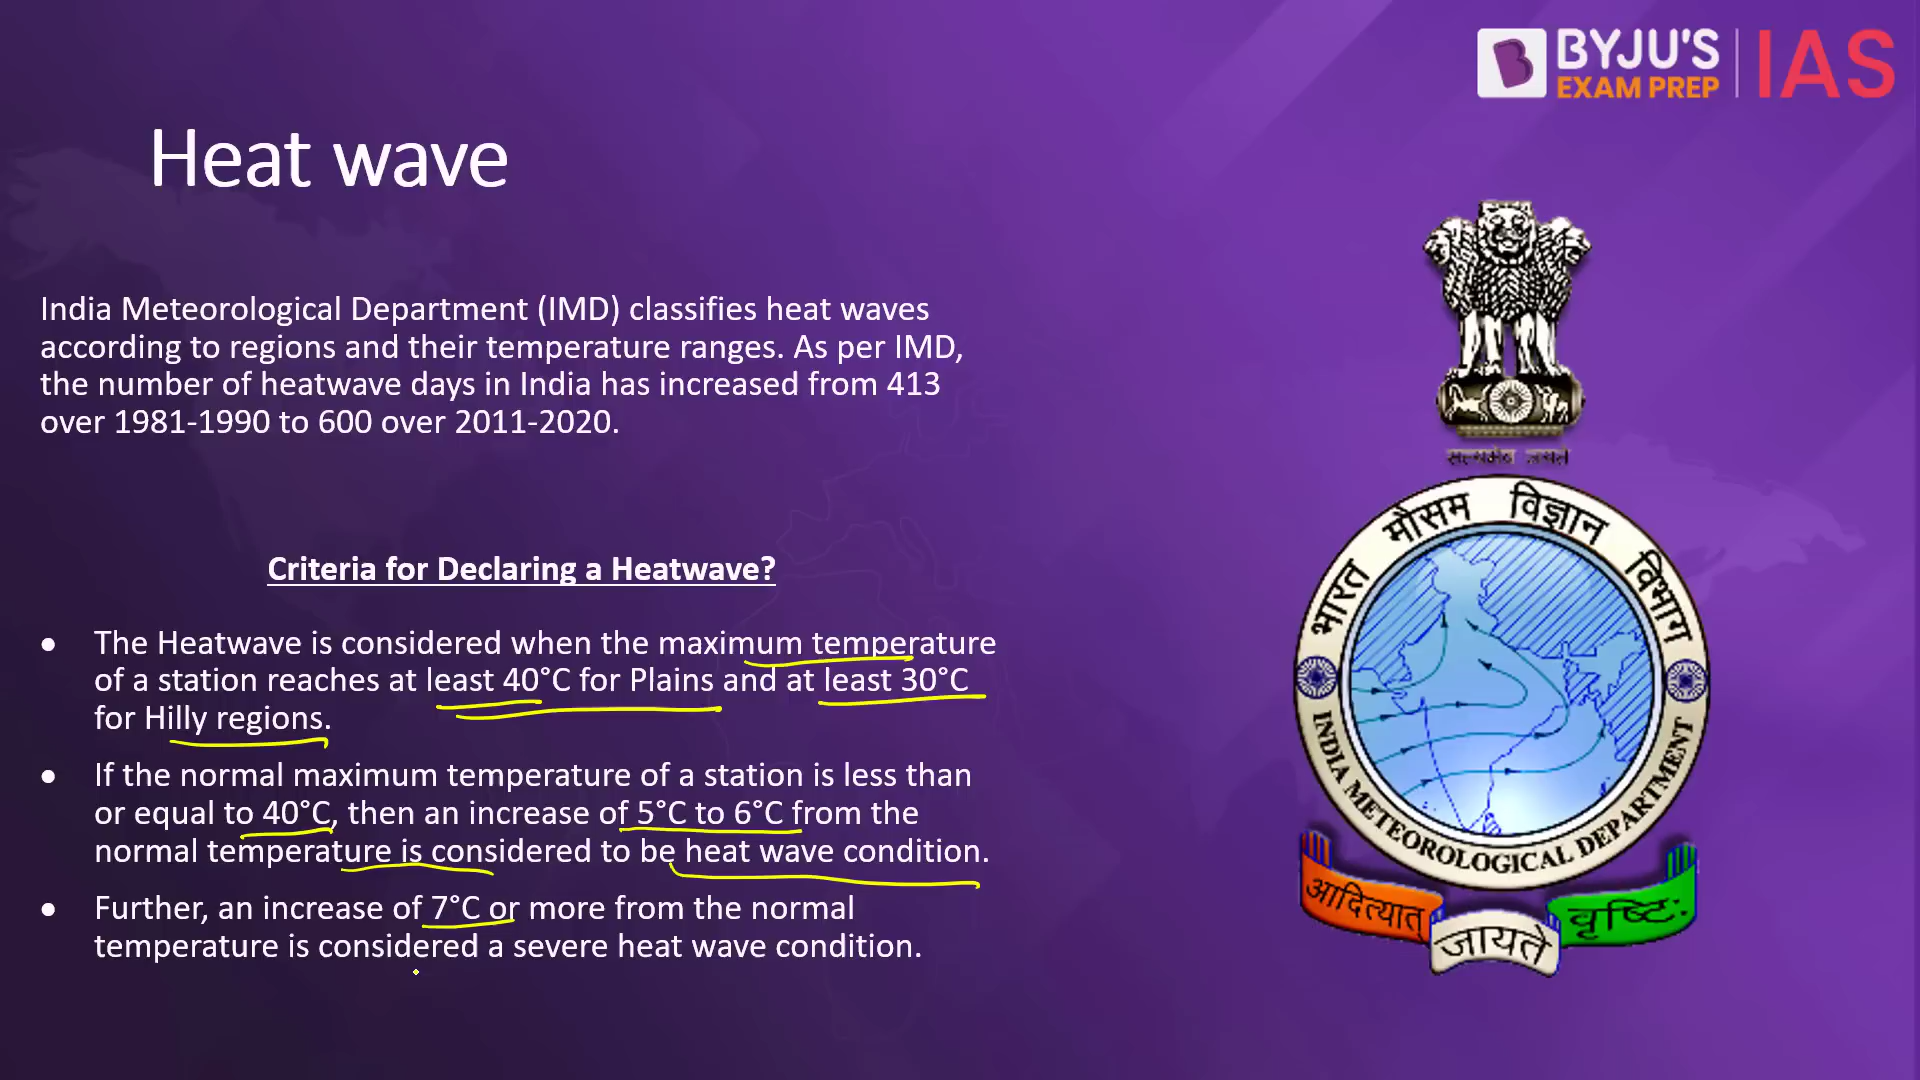 BYJU'S
EXAM PREP
IAS
Heat wave
India Meteorological Department (IMD) classifies heat waves
according to regions and their temperature ranges. As per IMD,
the number of heatwave days in India has increased from 413
over 1981-1990 to 600 over 2011-2020.
Criteria for Declaring a Heatwave?
● The Heatwave is considered when the maximum temperature
of a station reaches at least 40°C for Plains and at least 30°C
for Hilly regions.
● If the normal maximum temperature of a station is less than
or equal to 40°C, then an increase of 5°C to 6°C from the
normal temperature is considered to be heat wave condition.
● Further, an increase of 7°C or more from the normal
temperature is considered a severe heat wave condition.
सत्यमेव जयते
भारत मौसम विज्ञान विभाग
INDIA METEOROLOGICAL DEPARTMENT
आदित्यात्
जायते
वृष्टिः